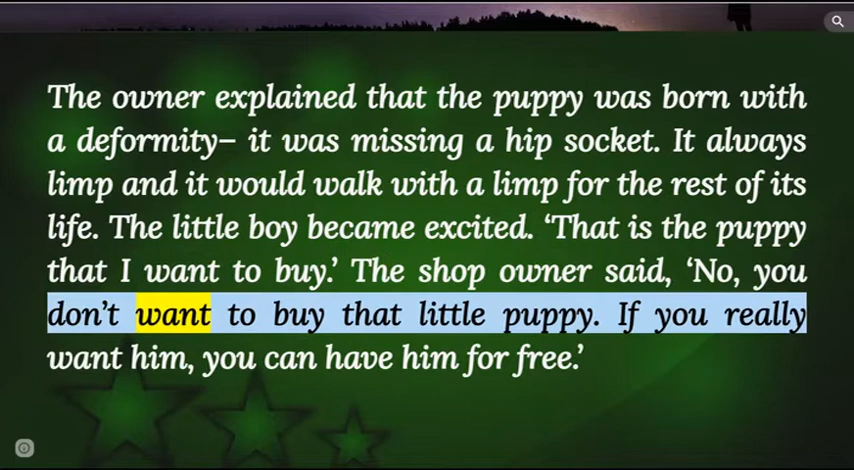 The owner explained that the puppy was born with
a deformity– it was missing a hip socket. It always
limp and it would walk with a limp for the rest of its
life. The little boy became excited. ‘That is the puppy
that I want to buy.’ The shop owner said, ‘No, you
don’t want to buy that little puppy. If you really
want him, you can have him for free.’